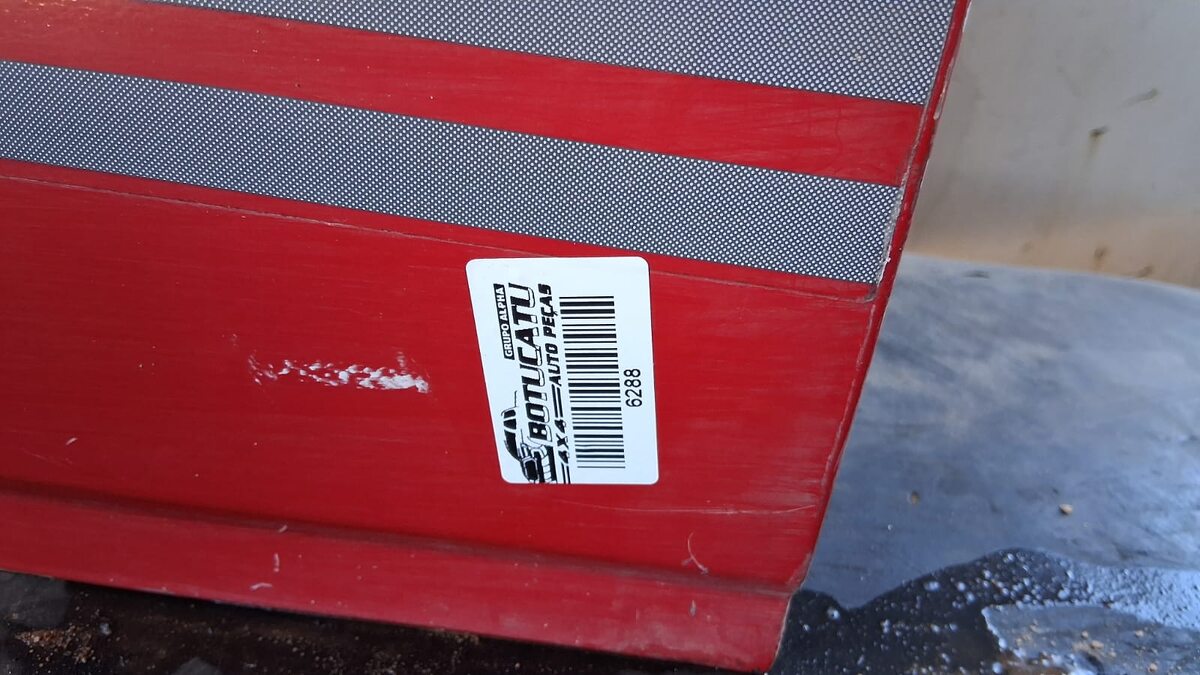 GRUPO ALPHA
BOTUCATU
4X4 AUTO PEÇAS
6288